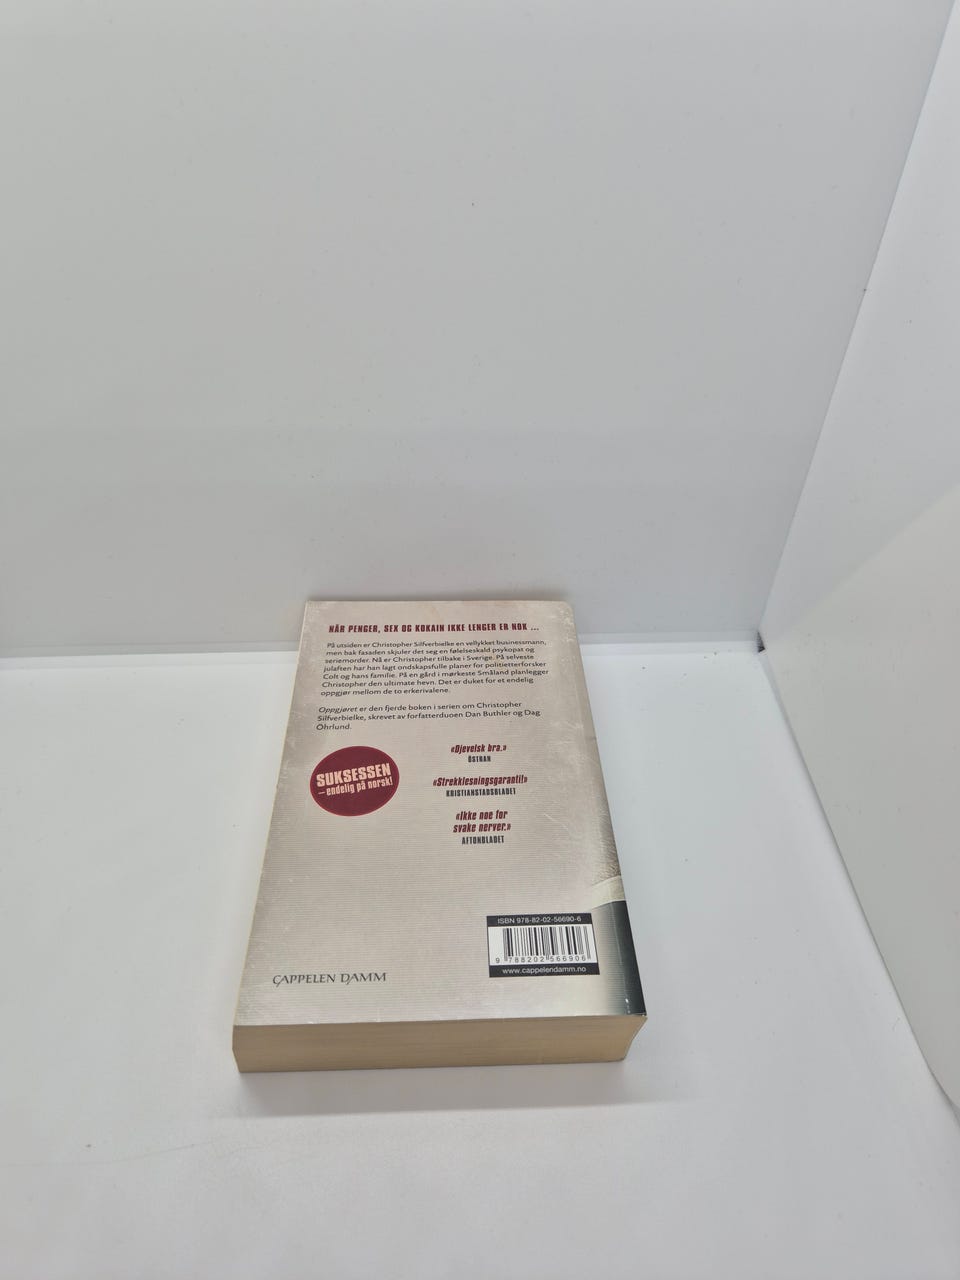 NÅR PENGER, SEX OG KOKAIN IKKE LENGER ER NOK ...
På utsiden er Christopher Silfverbielke en vellykket businessmann,
men bak fasaden skjuler det seg en følelseskald psykopat og
seriemorder. Nå er Christopher tilbake i Sverige. På selveste
julaften har han lagt ondskapsfulle planer for politietterforsker
Colt og hans familie. På en gård i mørkeste Småland planlegger
Christopher den ultimate hevn. Det er duket for et endelig
oppgjør mellom de to erkerivalene.
Oppgjøret er den fjerde boken i serien om Christopher
Silfverbielke, skrevet av forfatterduoen Dan Buthler og Dag
Öhrlund.
SUKSESSEN
– endelig på norsk!
«Djevelsk bra.»
ÖSTRAN
«Strekklesningsgaranti!»
KRISTIANSTADSBLADET
«Ikke noe for
svake nerver.»
AFTONBLADET
ISBN 978-82-02-56690-6
9 788202 566906
www.cappelendamm.no
CAPPELEN DAMM